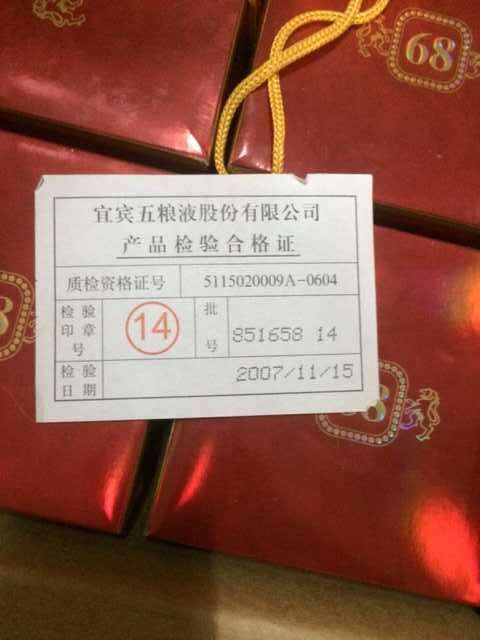 68
宜宾五粮液股份有限公司
产品检验合格证
质检资格证号 5115020009A-0604
检验印章号 14 批号 851658 14
检验日期 2007/11/15